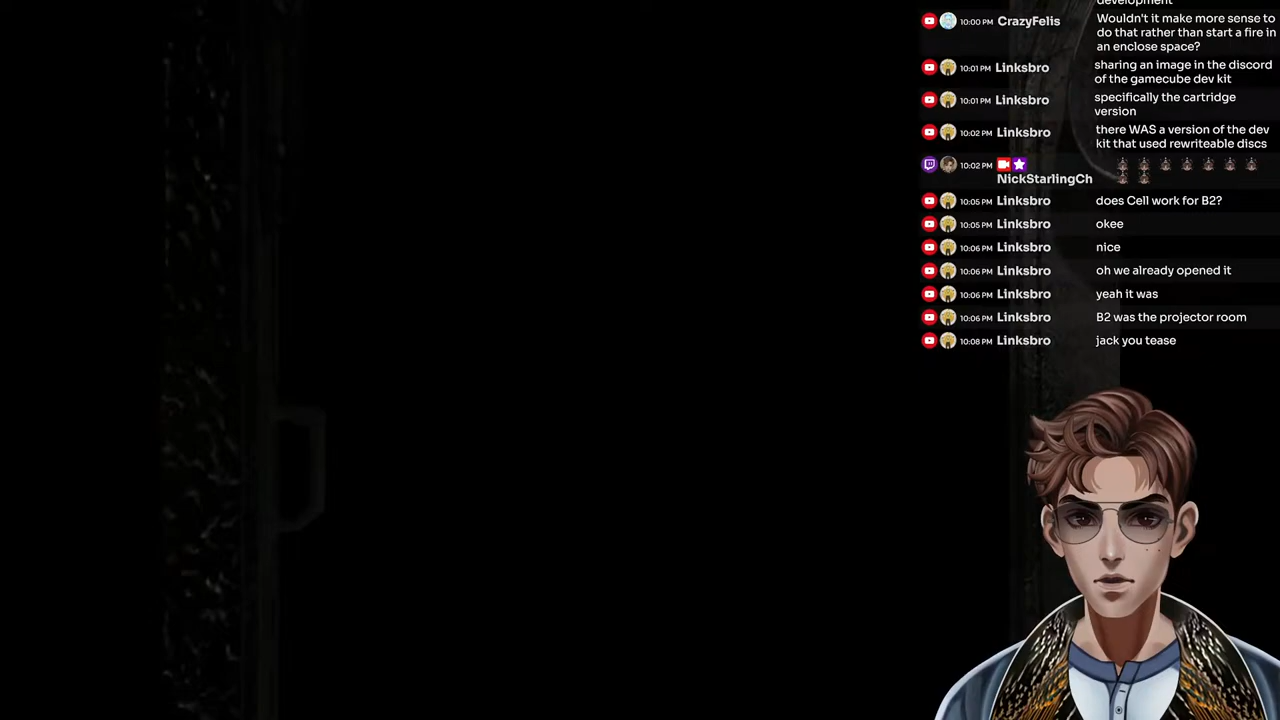 development
10:00 PM CrazyFelis Wouldn't it make more sense to
do that rather than start a fire in
an enclose space?
10:01 PM Linksbro sharing an image in the discord
of the gamecube dev kit
10:01 PM Linksbro specifically the cartridge
version
10:02 PM Linksbro there WAS a version of the dev
kit that used rewriteable discs
10:02 PM
NickStarlingCh
10:05 PM Linksbro does Cell work for B2?
10:05 PM Linksbro okee
10:06 PM Linksbro nice
10:06 PM Linksbro oh we already opened it
10:06 PM Linksbro yeah it was
10:06 PM Linksbro B2 was the projector room
10:08 PM Linksbro jack you tease